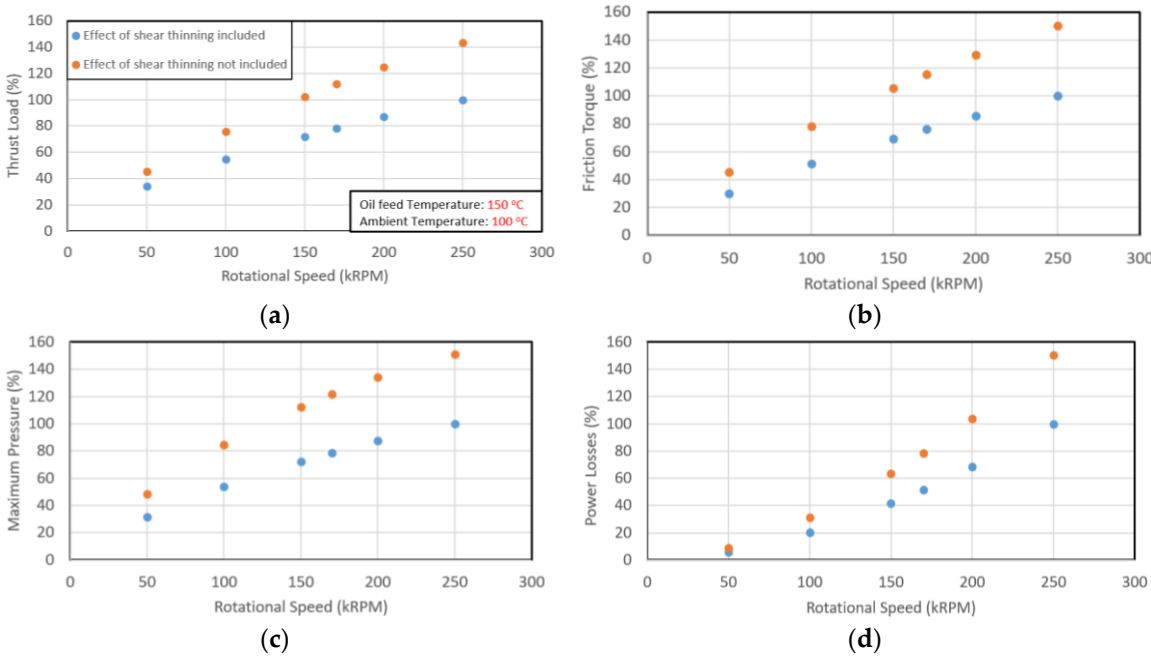 160
140
120
100
80
60
40
20
0
Thrust Load (%)
Effect of shear thinning included
Effect of shear thinning not included
Oil feed Temperature: 150 °C
Ambient Temperature: 100 °C
0 50 100 150 200 250 300
Rotational Speed (kRPM)
(a)
160
140
120
100
80
60
40
20
0
Friction Torque (%)
0 50 100 150 200 250 300
Rotational Speed (kRPM)
(b)
160
140
120
100
80
60
40
20
0
Maximum Pressure (%)
0 50 100 150 200 250 300
Rotational Speed (kRPM)
(c)
160
140
120
100
80
60
40
20
0
Power Losses (%)
0 50 100 150 200 250 300
Rotational Speed (kRPM)
(d)